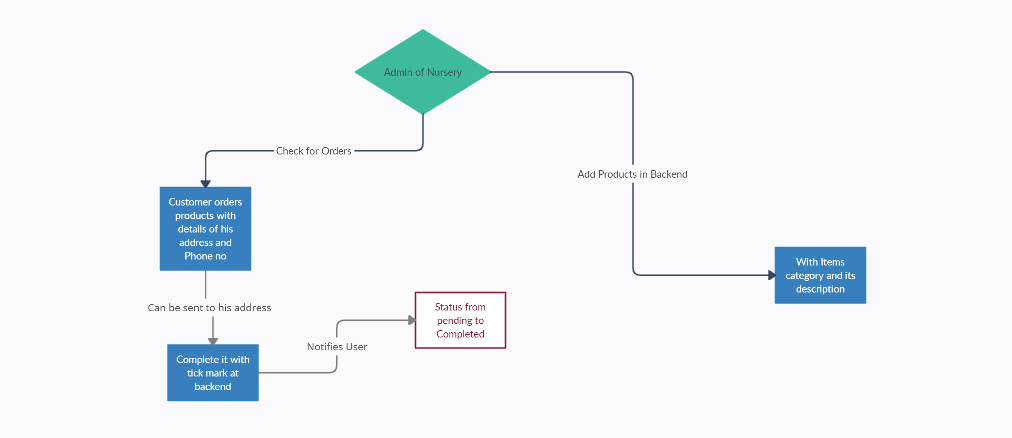 Admin of Nursery
Check for Orders
Add Products in Backend
Customer orders
products with
details of his
address and
Phone no
With Items
category and its
description
Can be sent to his address
Status from
pending to
Completed
Notifies User
Complete it with
tick mark at
backend